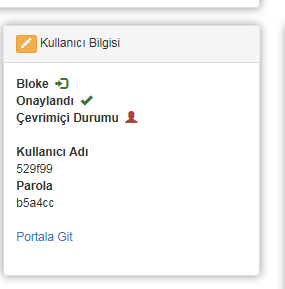 Kullanıcı Bilgisi
Bloke
Onaylandı
Çevrimiçi Durumu
Kullanıcı Adı
529f99
Parola
b5a4cc
Portala Git